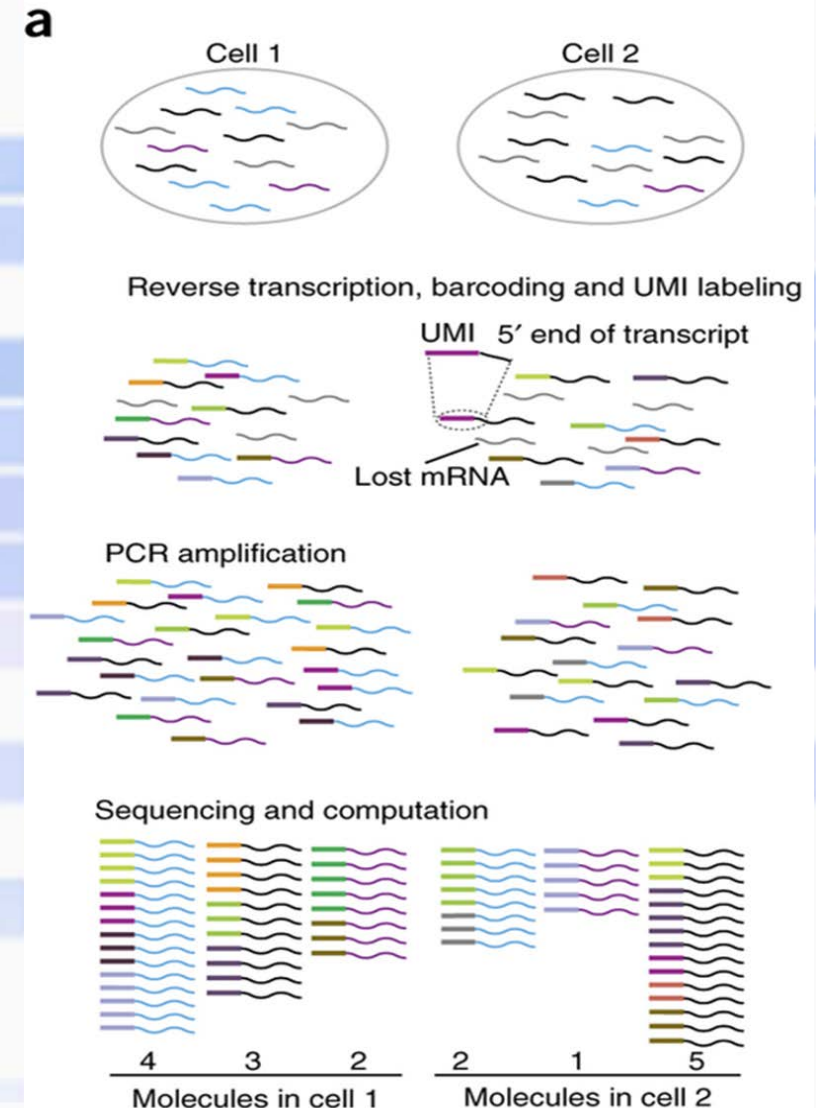 a
Cell 1 Cell 2
Reverse transcription, barcoding and UMI labeling
UMI 5′ end of transcript
Lost mRNA
PCR amplification
Sequencing and computation
4 3 2 2 1 5
Molecules in cell 1 Molecules in cell 2